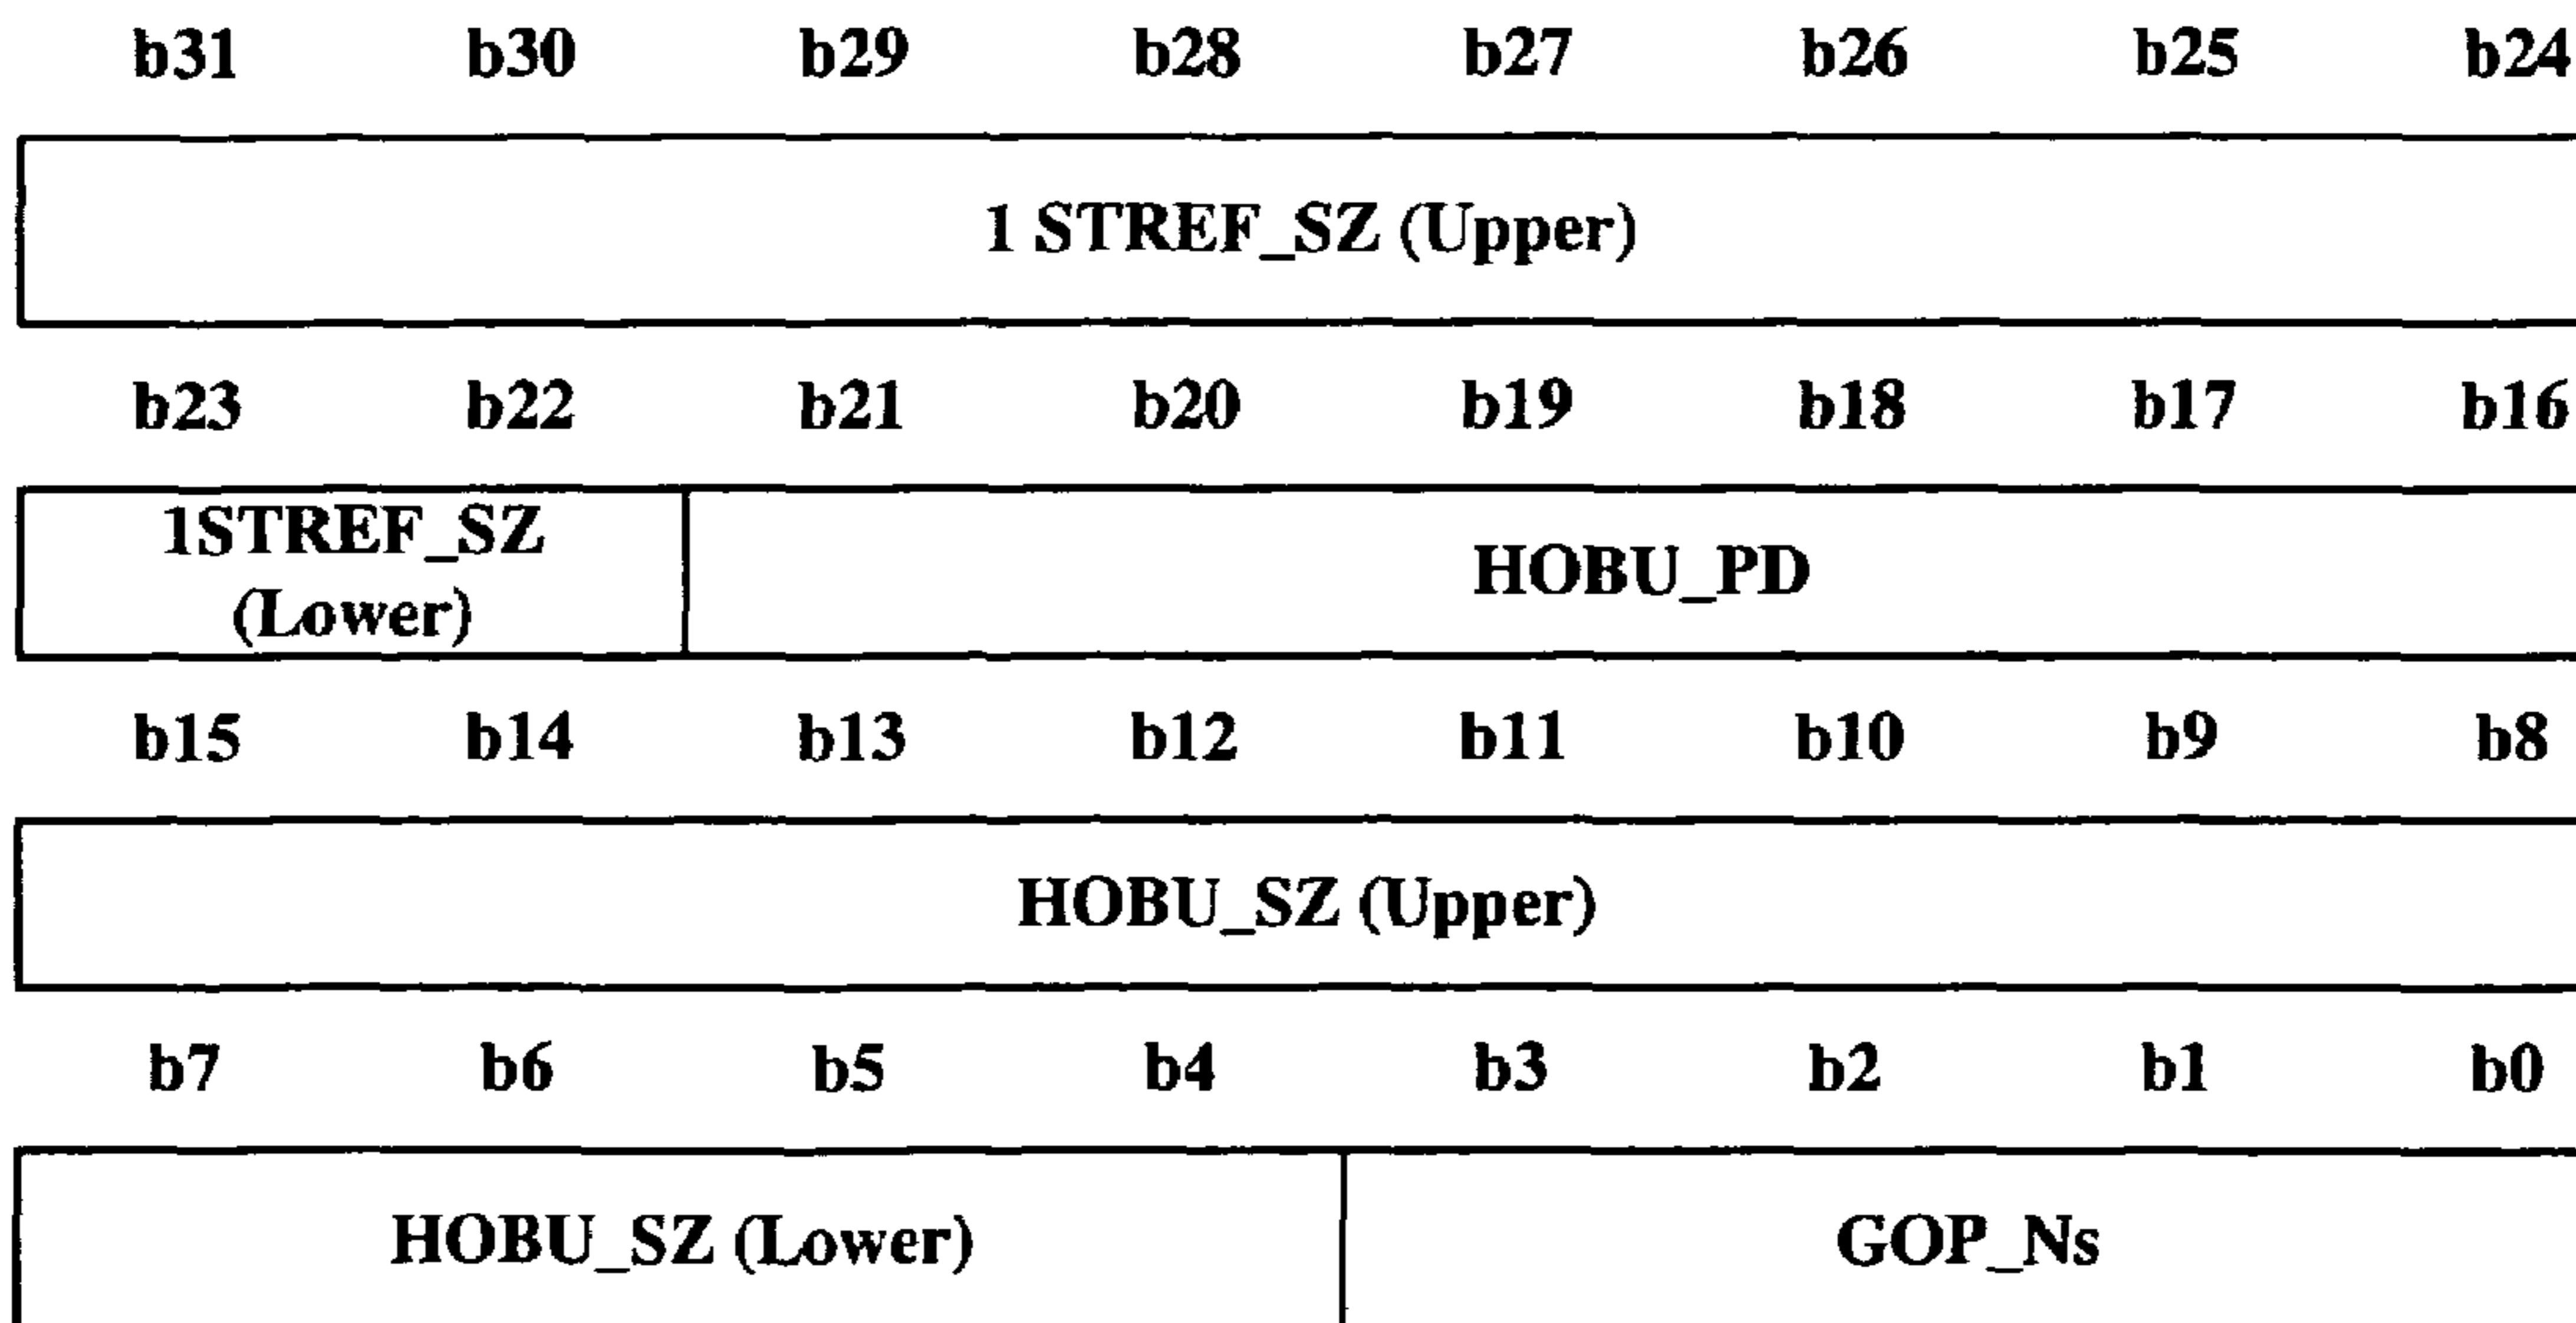 b31 b30 b29 b28 b27 b26 b25 b24
1 STREF_SZ (Upper)
b23 b22 b21 b20 b19 b18 b17 b16
1STREF_SZ
(Lower)
HOBU_PD
b15 b14 b13 b12 b11 b10 b9 b8
HOBU_SZ (Upper)
b7 b6 b5 b4 b3 b2 b1 b0
HOBU_SZ (Lower) GOP_Ns